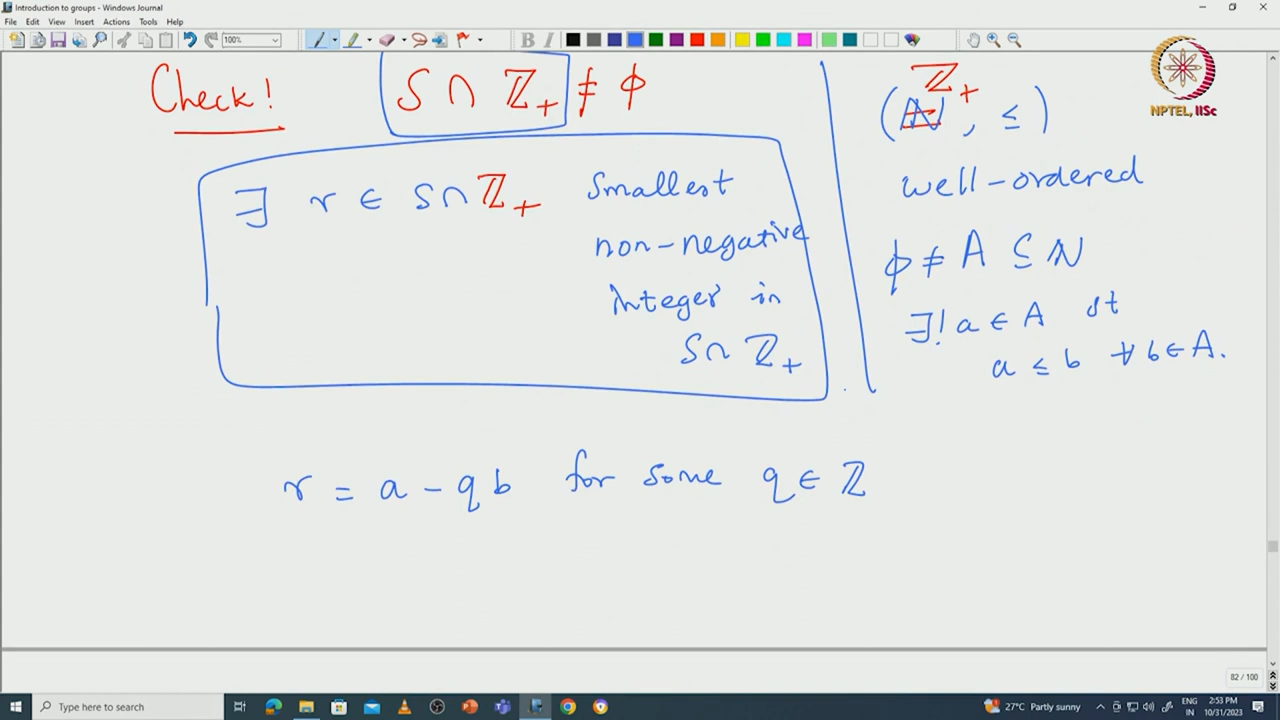 Introduction to groups - Windows Journal
File Edit View Insert Actions Tools Help
100%
B I
Check! S ∩ ℤ₊ ≠ ϕ
∃ r ∈ S∩ℤ₊ smallest
non-negative
integer in
S∩ ℤ₊
ℤ₊
(ℕ, ≤)
well-ordered
ϕ ≠ A ⊆ ℕ
∃! a ∈ A st
a ≤ b ∀ b ∈ A.
r = a - qb for some q ∈ ℤ
NPTEL, IISc
82 / 100
Type here to search
27°C Partly sunny
ENG
IN
2:53 PM
10/31/2023